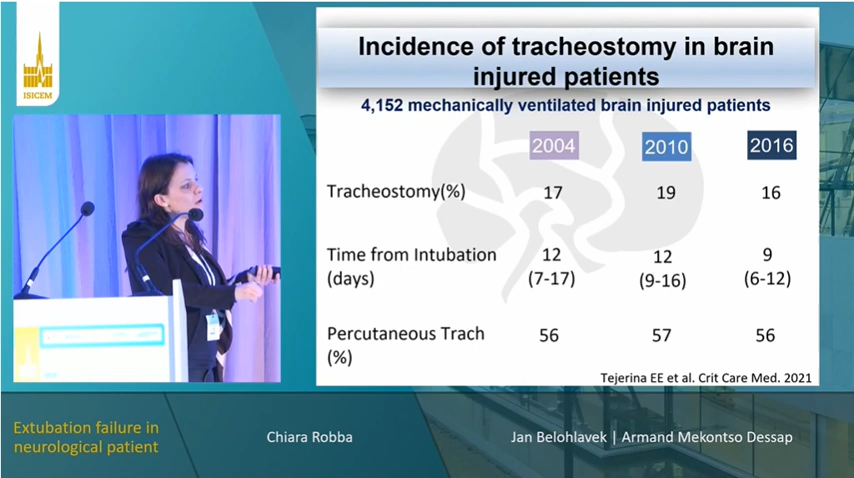 ISICEM
Incidence of tracheostomy in brain
injured patients
4,152 mechanically ventilated brain injured patients
2004 2010 2016
Tracheostomy(%) 17 19 16
Time from Intubation 12 12 9
(days) (7-17) (9-16) (6-12)
Percutaneous Trach 56 57 56
(%)
Tejerina EE et al. Crit Care Med. 2021
Extubation failure in
neurological patient
Chiara Robba
Jan Belohlavek | Armand Mekontso Dessap